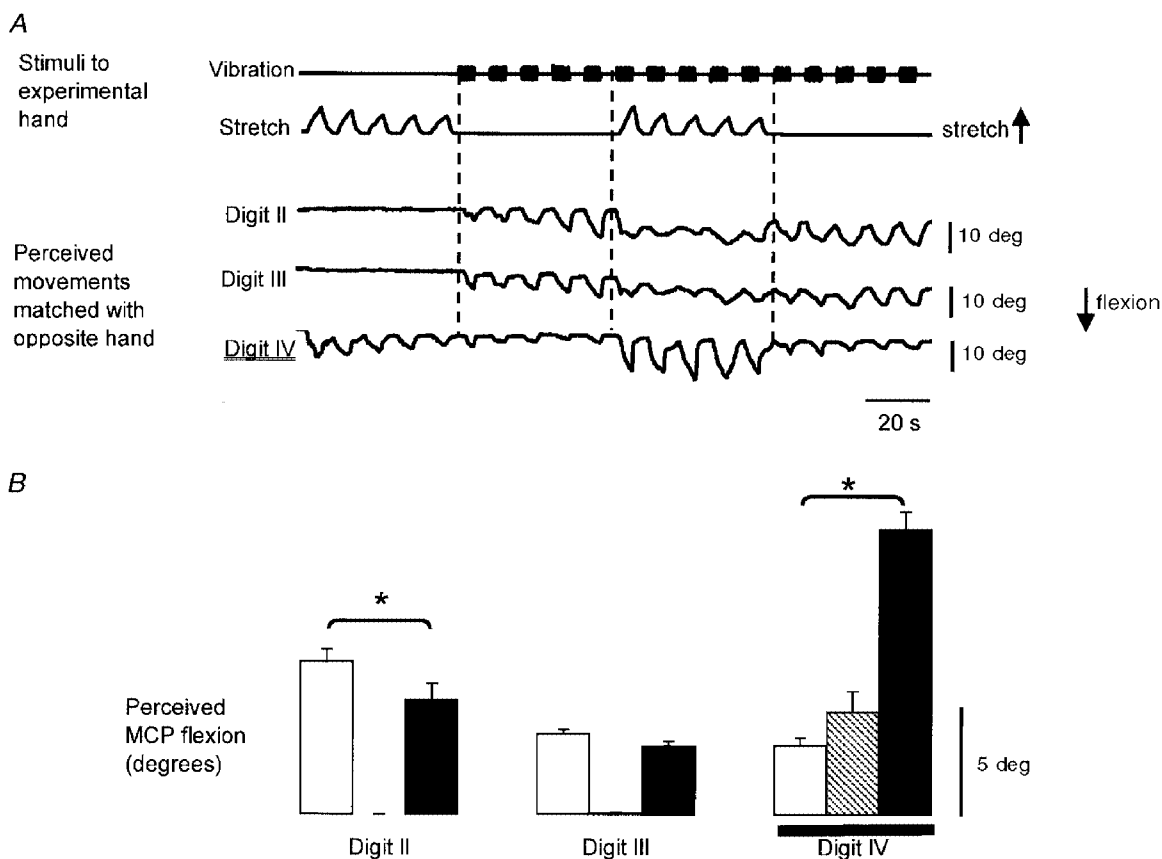 A
Stimuli to
experimental
hand
Vibration
Stretch
stretch
Digit II
10 deg
Perceived
movements
matched with
opposite hand
Digit III
10 deg
flexion
Digit IV
10 deg
20 s
B
*
*
Perceived
MCP flexion
(degrees)
5 deg
Digit II
Digit III
Digit IV